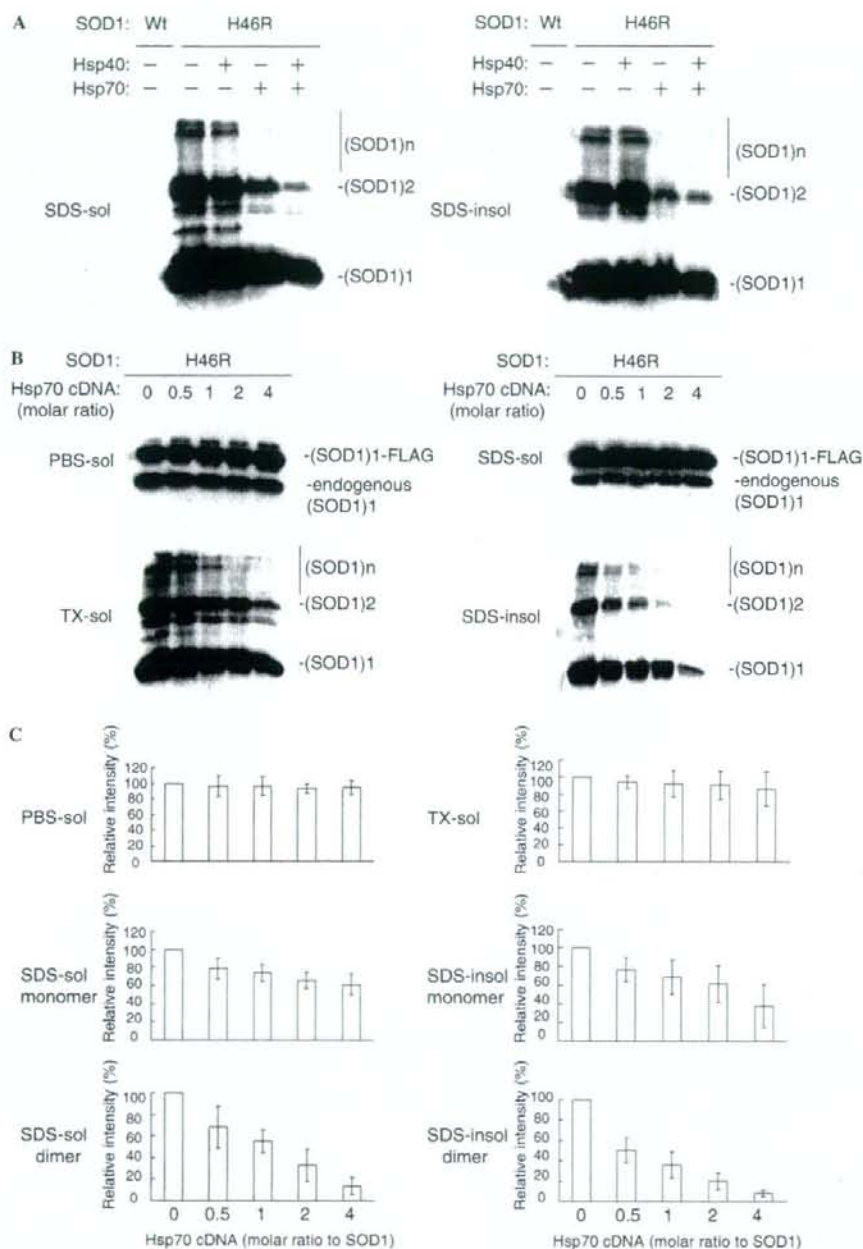 A
SOD1: Wt H46R
Hsp40: − − + − +
Hsp70: − − − + +
(SOD1)n
-(SOD1)2
SDS-sol
-(SOD1)1
SOD1: Wt H46R
Hsp40: − − + − +
Hsp70: − − − + +
(SOD1)n
-(SOD1)2
SDS-insol
-(SOD1)1
B
SOD1: H46R
Hsp70 cDNA: 0 0.5 1 2 4
(molar ratio)
PBS-sol
-(SOD1)1-FLAG
-endogenous
(SOD1)1
(SOD1)n
TX-sol
-(SOD1)2
-(SOD1)1
SOD1: H46R
Hsp70 cDNA: 0 0.5 1 2 4
(molar ratio)
SDS-sol
-(SOD1)1-FLAG
-endogenous
(SOD1)1
(SOD1)n
-(SOD1)2
SDS-insol
-(SOD1)1
C
PBS-sol
Relative intensity (%)
120
100
80
60
40
20
0
TX-sol
Relative intensity (%)
120
100
80
60
40
20
0
SDS-sol
monomer
Relative intensity (%)
120
100
80
60
40
20
0
SDS-insol
monomer
Relative intensity (%)
120
100
80
60
40
20
0
SDS-sol
dimer
Relative intensity (%)
100
80
60
40
20
0
0 0.5 1 2 4
Hsp70 cDNA (molar ratio to SOD1)
SDS-insol
dimer
Relative intensity (%)
100
80
60
40
20
0
0 0.5 1 2 4
Hsp70 cDNA (molar ratio to SOD1)